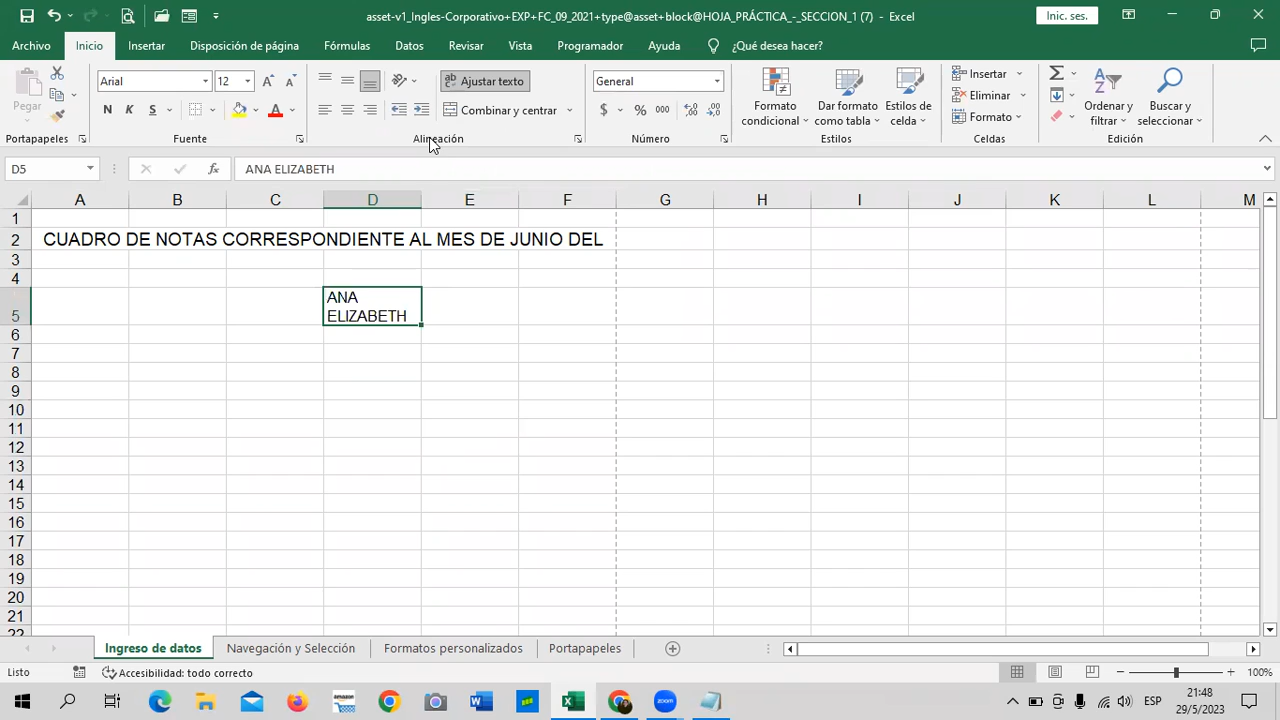 asset-v1_Ingles-Corporativo+EXP+FC_09_2021+type@asset+block@HOJA_PRÁCTICA_-_SECCION_1 (7) - Excel
Inic. ses.
Archivo Inicio Insertar Disposición de página Fórmulas Datos Revisar Vista Programador Ayuda ¿Qué desea hacer?
Pegar
Arial 12
N K S
Ajustar texto
Combinar y centrar
General
$ % 000
Formato condicional
Dar formato como tabla
Estilos de celda
Insertar
Eliminar
Formato
Ordenar y filtrar
Buscar y seleccionar
Portapapeles Fuente Alineación Número Estilos Celdas Edición
D5 fx ANA ELIZABETH
A B C D E F G H I J K L M
1
2 CUADRO DE NOTAS CORRESPONDIENTE AL MES DE JUNIO DEL
3
4
5 ANA ELIZABETH
6
7
8
9
10
11
12
13
14
15
16
17
18
19
20
21
22
Ingreso de datos Navegación y Selección Formatos personalizados Portapapeles
Listo Accesibilidad: todo correcto 100%
amazon zoom ESP 21:48
29/5/2023